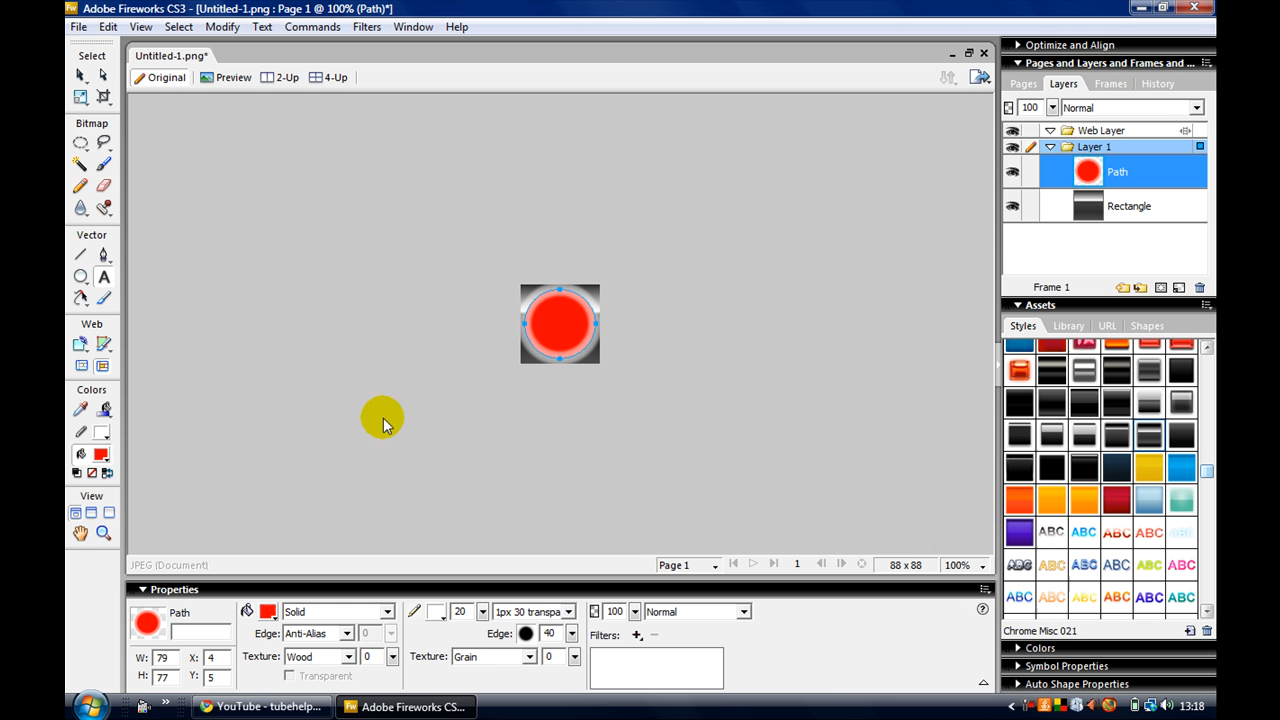 Adobe Fireworks CS3 - [Untitled-1.png : Page 1 @ 100% (Path)*]
File Edit View Select Modify Text Commands Filters Window Help
Select
Bitmap
Vector
A
Web
Colors
View
Untitled-1.png*
Original Preview 2-Up 4-Up
JPEG (Document)
Page 1 1 88 x 88 100%
Optimize and Align
Pages and Layers and Frames and ...
Pages Layers Frames History
100 Normal
Web Layer
Layer 1
Path
Rectangle
Frame 1
Assets
Styles Library URL Shapes
ABC ABC ABC ABC ABC
ABC ABC ABC ABC ABC ABC
ABC ABC ABC ABC ABC ABC
Chrome Misc 021
Colors
Symbol Properties
Auto Shape Properties
Properties
Path
Solid 20 1px 30 transpa 100 Normal
Edge: Anti-Alias 0 Edge: 40 Filters:
W: 79 X: 4 Texture: Wood 0 Texture: Grain 0
H: 77 Y: 5 Transparent
YouTube - tubehelp... Adobe Fireworks CS... 13:18